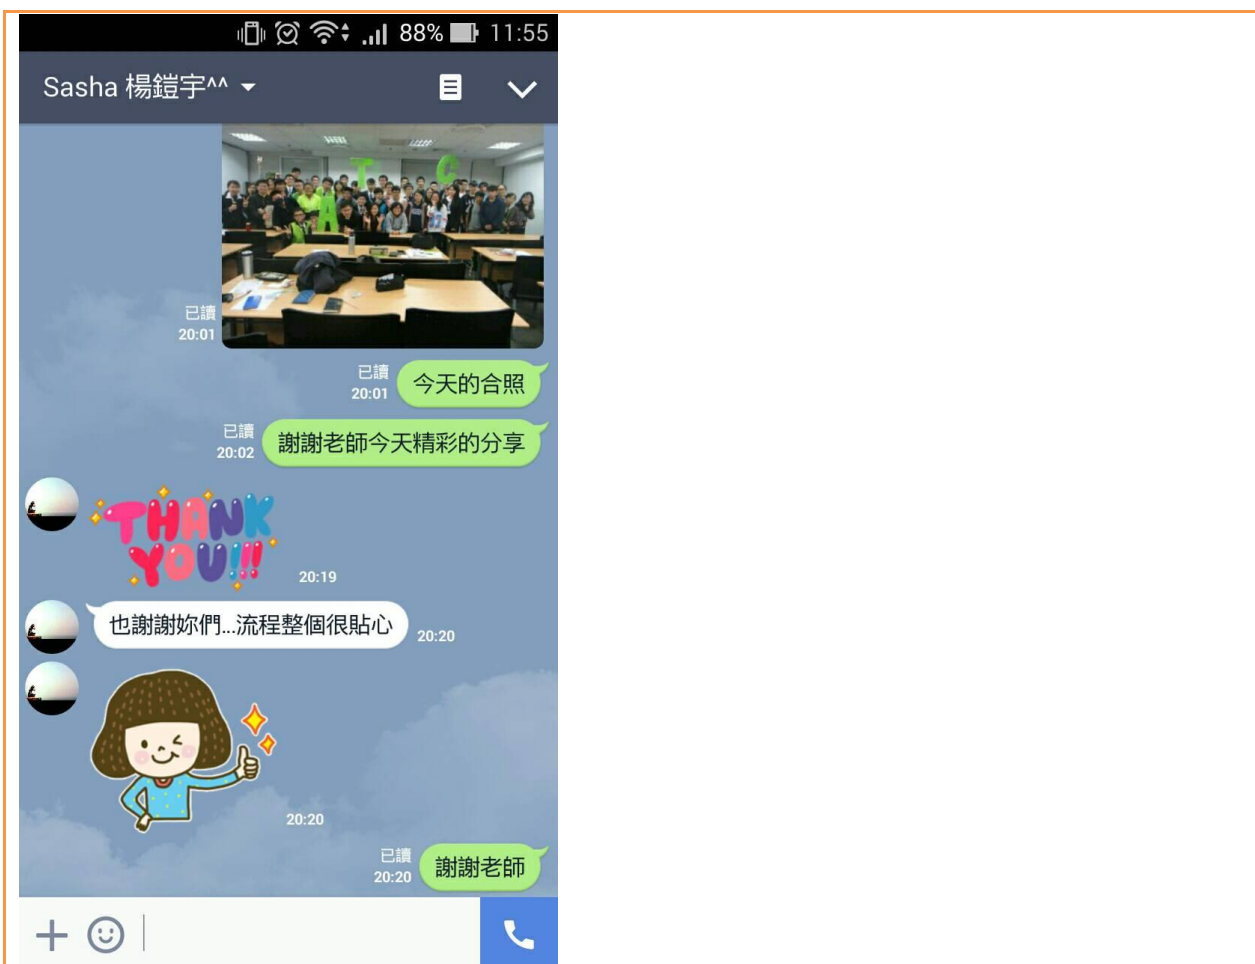 88% 11:55
Sasha 楊鎧宇^^
T C
A
已讀
20:01
已讀
20:01 今天的合照
已讀
20:02 謝謝老師今天精彩的分享
THANK
YOU!!!
20:19
也謝謝妳們...流程整個很貼心 20:20
20:20
已讀
20:20 謝謝老師